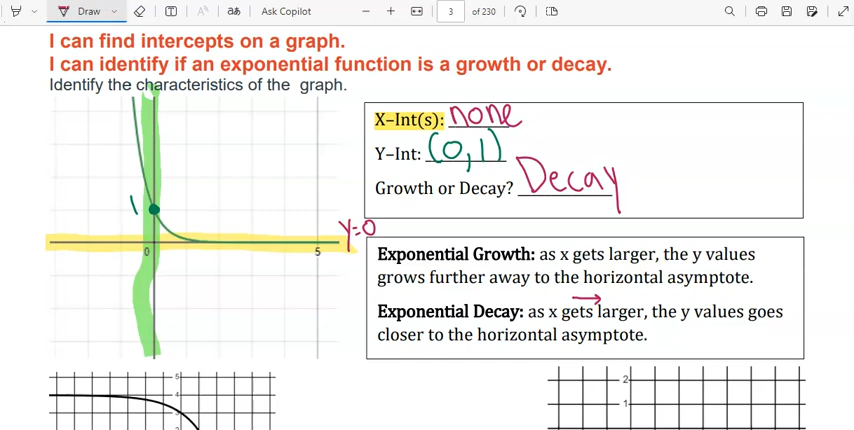 Draw
Ask Copilot
3 of 230
I can find intercepts on a graph.
I can identify if an exponential function is a growth or decay.
Identify the characteristics of the graph.
X–Int(s): none
Y–Int: (0,1)
Growth or Decay? Decay
1
y=0
0
5
Exponential Growth: as x gets larger, the y values
grows further away to the horizontal asymptote.
Exponential Decay: as x gets larger, the y values goes
closer to the horizontal asymptote.
5
4
3
2
1